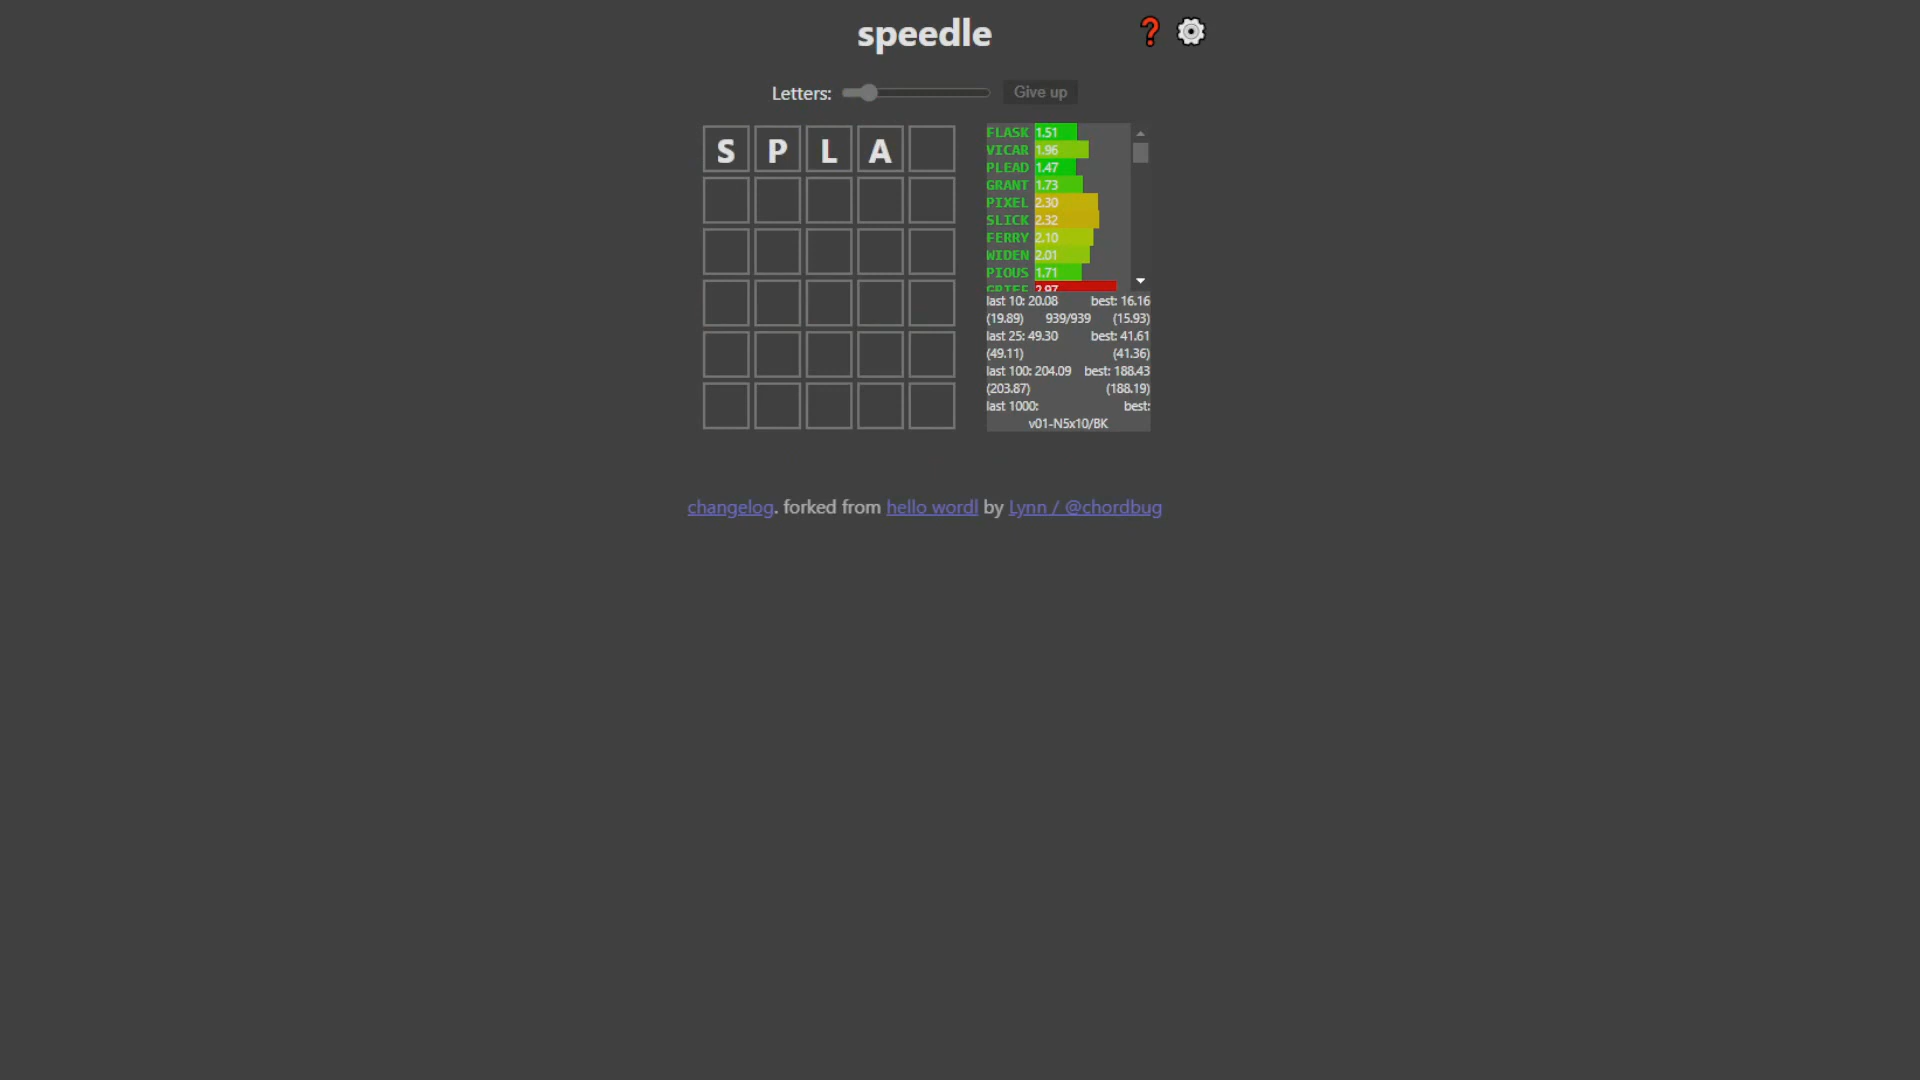 speedle
Letters: Give up
S P L A
FLASK 1.51
VICAR 1.96
PLEAD 1.47
GRANT 1.73
PIXEL 2.30
SLICK 2.32
FERRY 2.10
WIDEN 2.01
PIOUS 1.71
GRIEF 2.97
last 10: 20.08 best: 16.16
(19.89) 939/939 (15.93)
last 25: 49.30 best: 41.61
(49.11) (41.36)
last 100: 204.09 best: 188.43
(203.87) (188.19)
last 1000: best:
v01-N5x10/BK
changelog. forked from hello wordl by Lynn / @chordbug